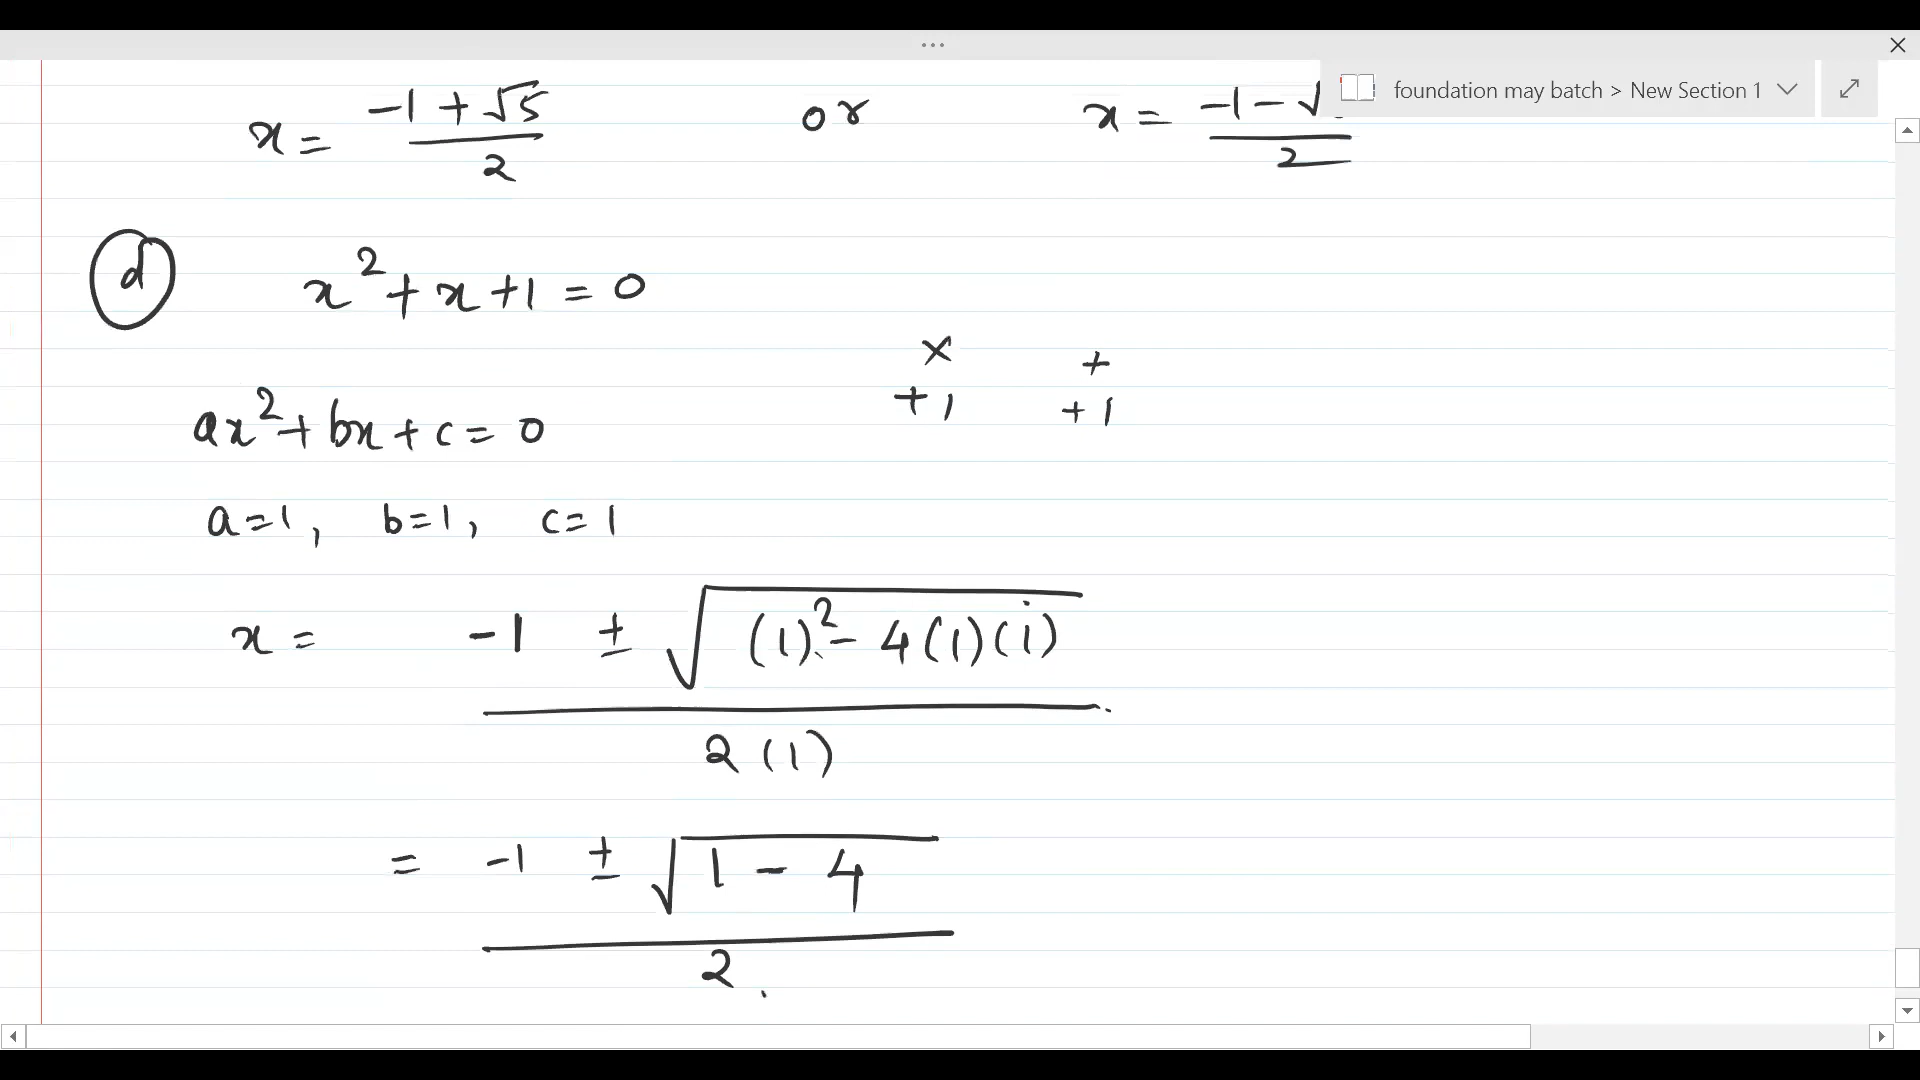 foundation may batch > New Section 1
x = (-1 + √5)/2 or x = (-1 - √)/2
d x² + x + 1 = 0
× +
+1 +1
ax² + bx + c = 0
a=1, b=1, c=1
x = (-1 ± √((1)² - 4(1)(1)))/(2(1))
= (-1 ± √(1 - 4))/2